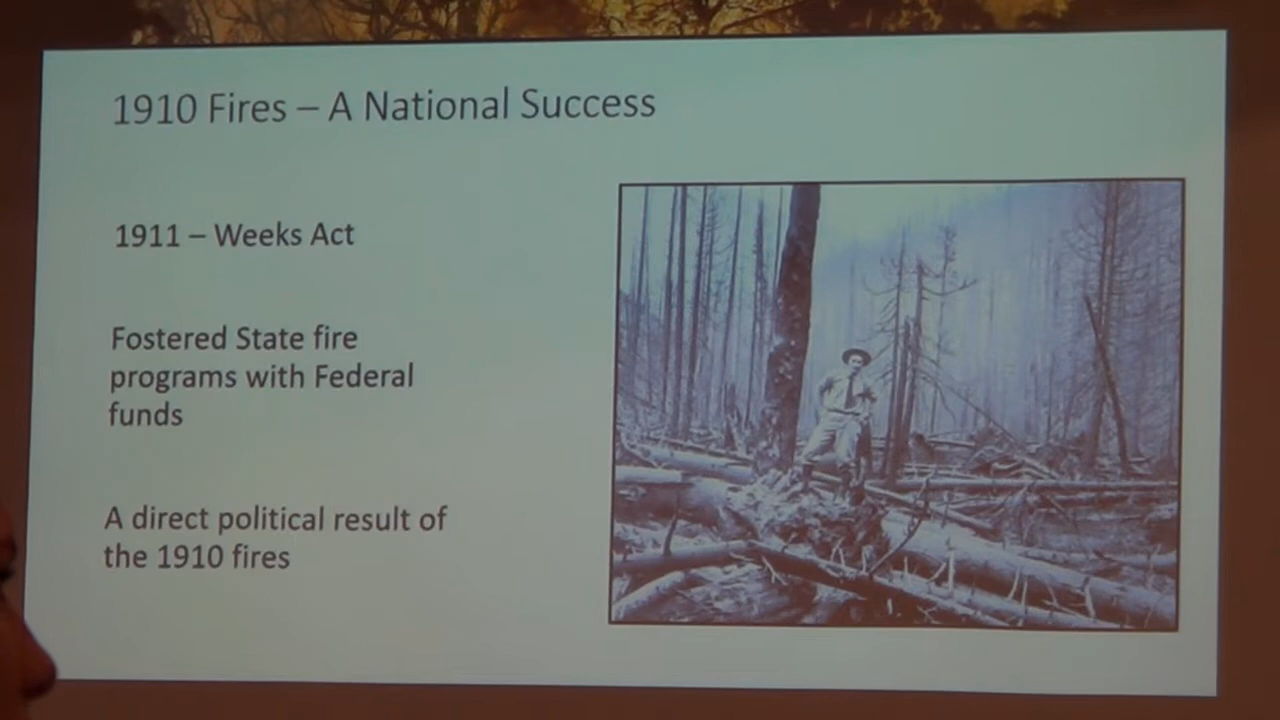 1910 Fires – A National Success
1911 – Weeks Act
Fostered State fire
programs with Federal
funds
A direct political result of
the 1910 fires